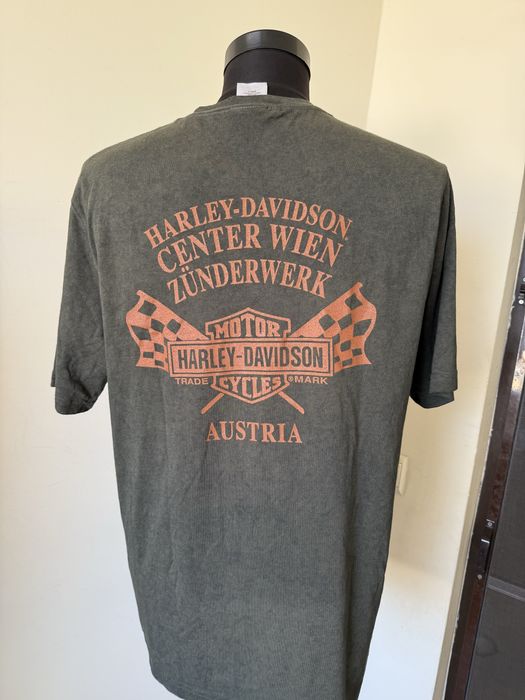 HARLEY-DAVIDSON
CENTER WIEN
ZÜNDERWERK
MOTOR
HARLEY-DAVIDSON
TRADE CYCLES ®MARK
AUSTRIA